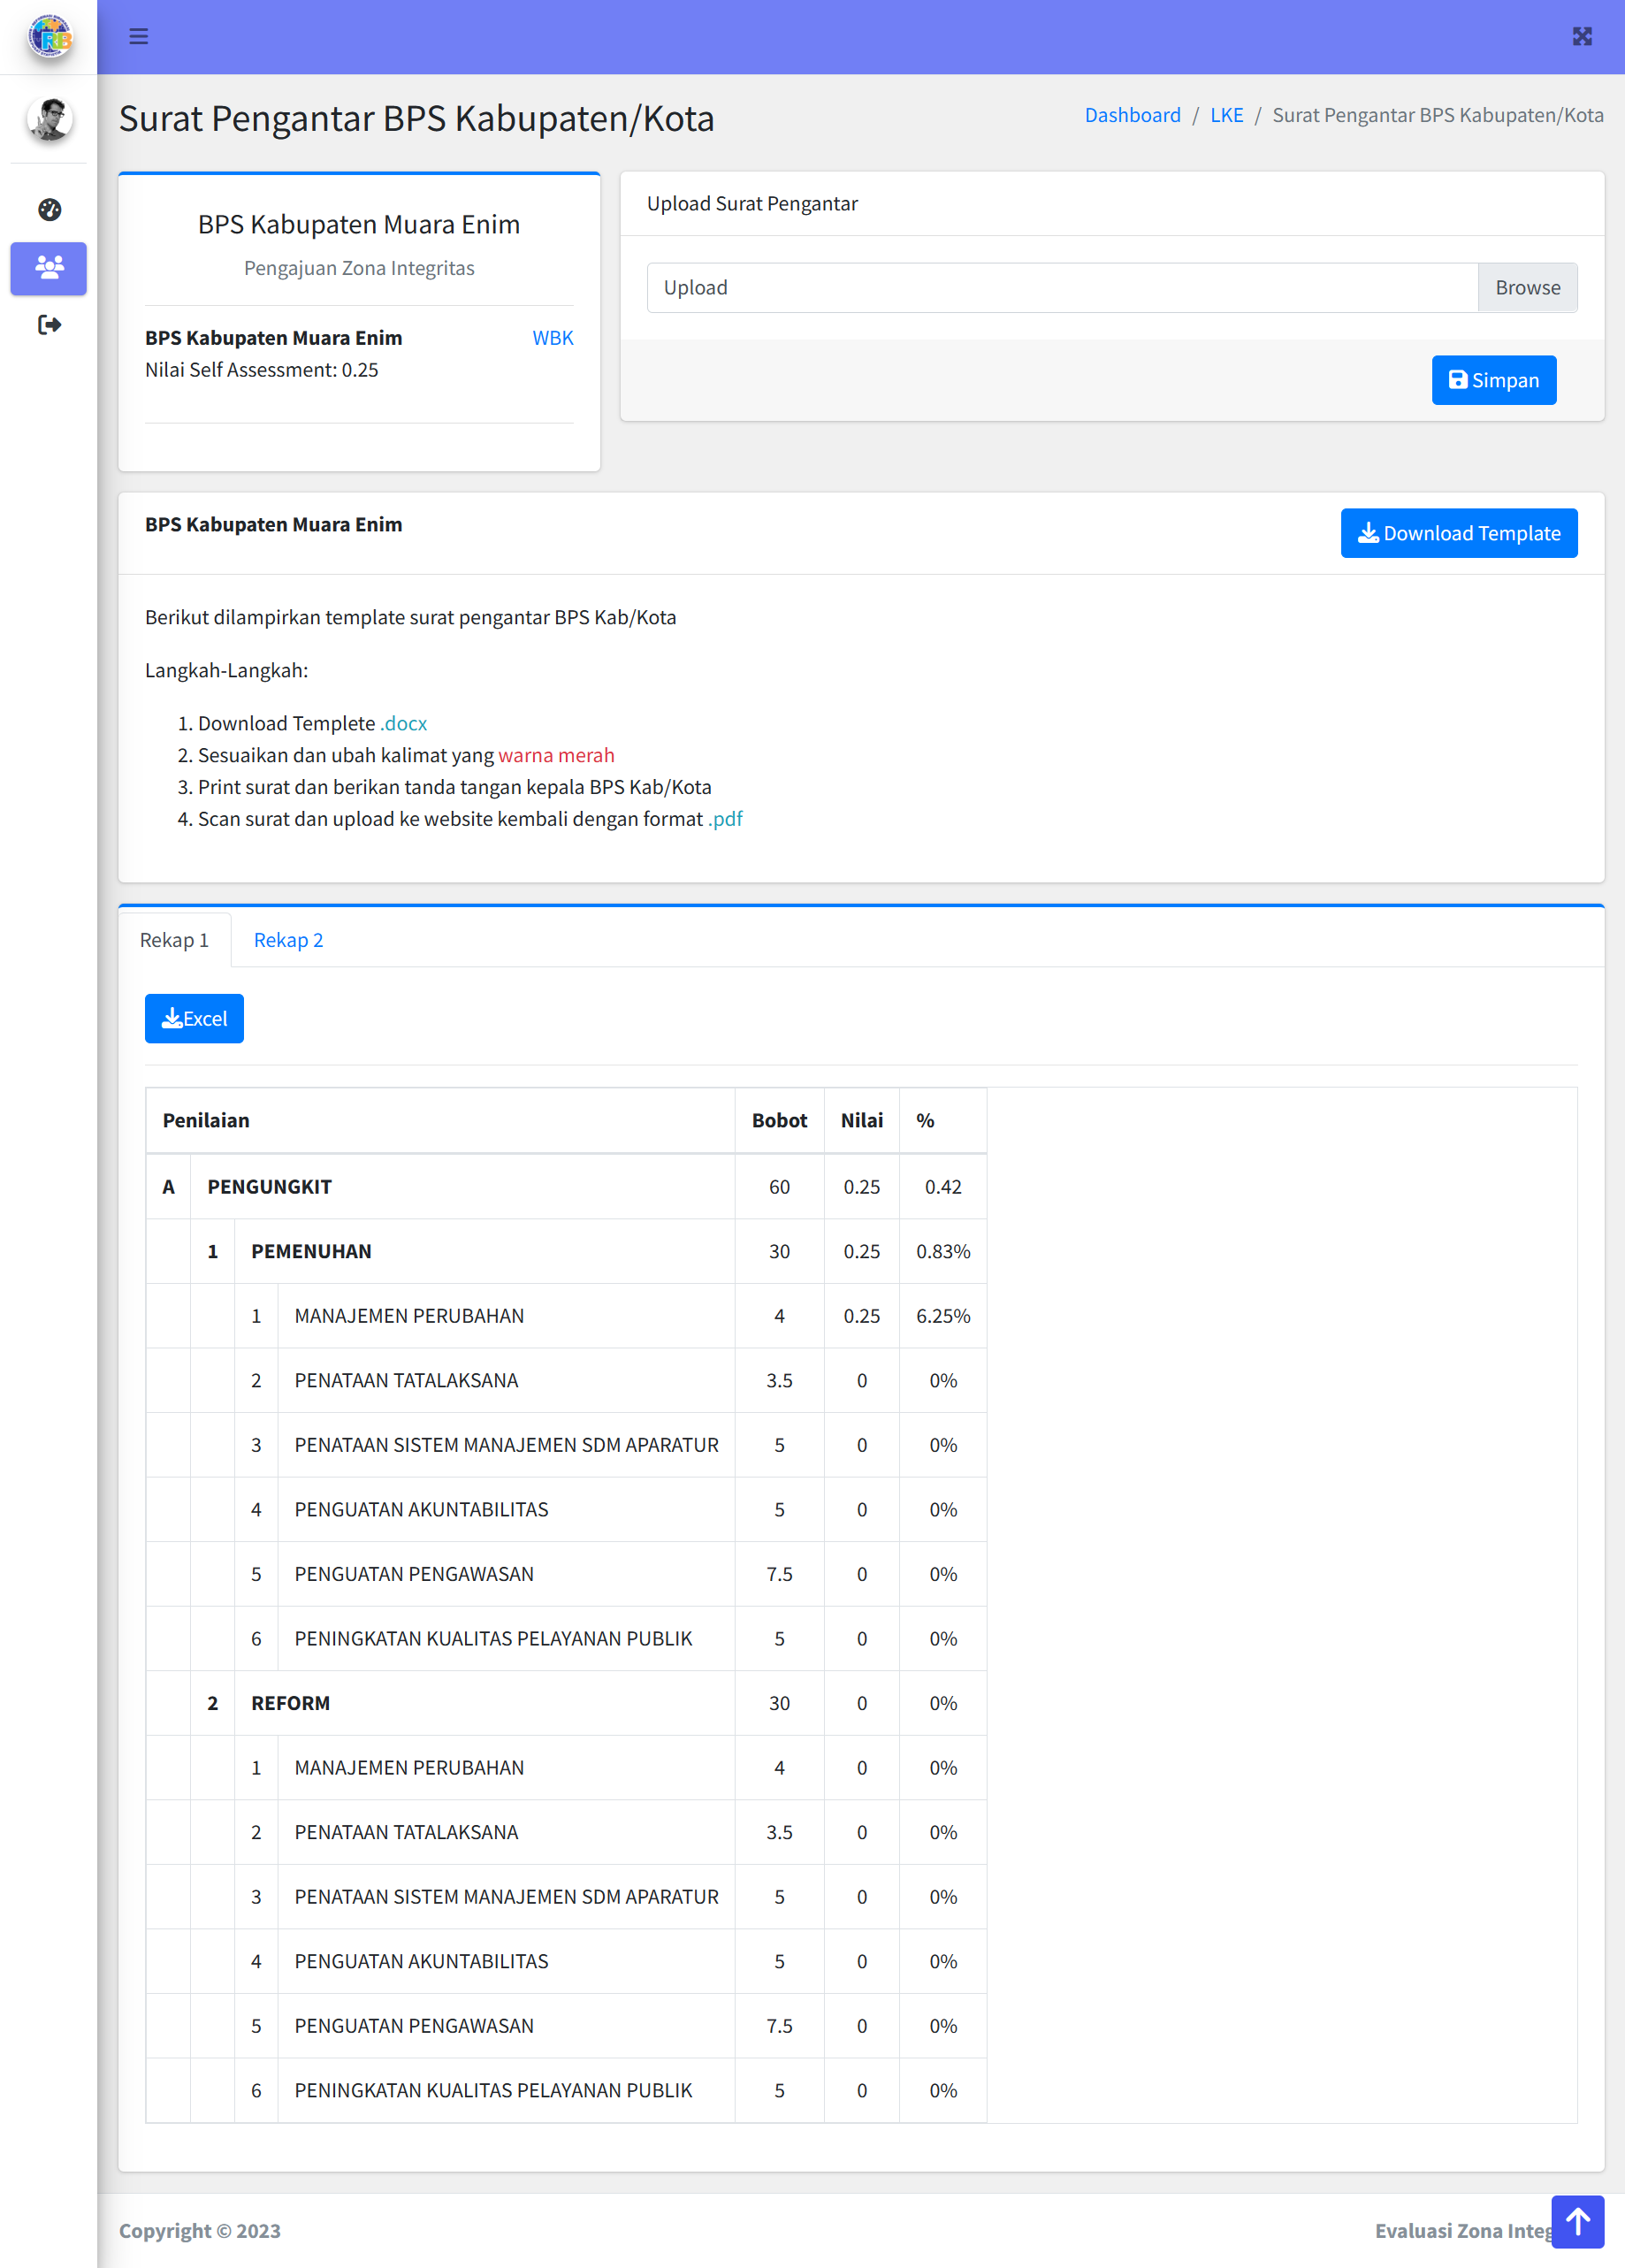 RB
Surat Pengantar BPS Kabupaten/Kota
Dashboard / LKE / Surat Pengantar BPS Kabupaten/Kota
BPS Kabupaten Muara Enim
Pengajuan Zona Integritas
BPS Kabupaten Muara Enim WBK
Nilai Self Assessment: 0.25
Upload Surat Pengantar
Upload Browse
Simpan
BPS Kabupaten Muara Enim
Download Template
Berikut dilampirkan template surat pengantar BPS Kab/Kota
Langkah-Langkah:
1. Download Templete .docx
2. Sesuaikan dan ubah kalimat yang warna merah
3. Print surat dan berikan tanda tangan kepala BPS Kab/Kota
4. Scan surat dan upload ke website kembali dengan format .pdf
Rekap 1 Rekap 2
Excel
Penilaian Bobot Nilai %
A PENGUNGKIT 60 0.25 0.42
1 PEMENUHAN 30 0.25 0.83%
1 MANAJEMEN PERUBAHAN 4 0.25 6.25%
2 PENATAAN TATALAKSANA 3.5 0 0%
3 PENATAAN SISTEM MANAJEMEN SDM APARATUR 5 0 0%
4 PENGUATAN AKUNTABILITAS 5 0 0%
5 PENGUATAN PENGAWASAN 7.5 0 0%
6 PENINGKATAN KUALITAS PELAYANAN PUBLIK 5 0 0%
2 REFORM 30 0 0%
1 MANAJEMEN PERUBAHAN 4 0 0%
2 PENATAAN TATALAKSANA 3.5 0 0%
3 PENATAAN SISTEM MANAJEMEN SDM APARATUR 5 0 0%
4 PENGUATAN AKUNTABILITAS 5 0 0%
5 PENGUATAN PENGAWASAN 7.5 0 0%
6 PENINGKATAN KUALITAS PELAYANAN PUBLIK 5 0 0%
Copyright © 2023
Evaluasi Zona Integ